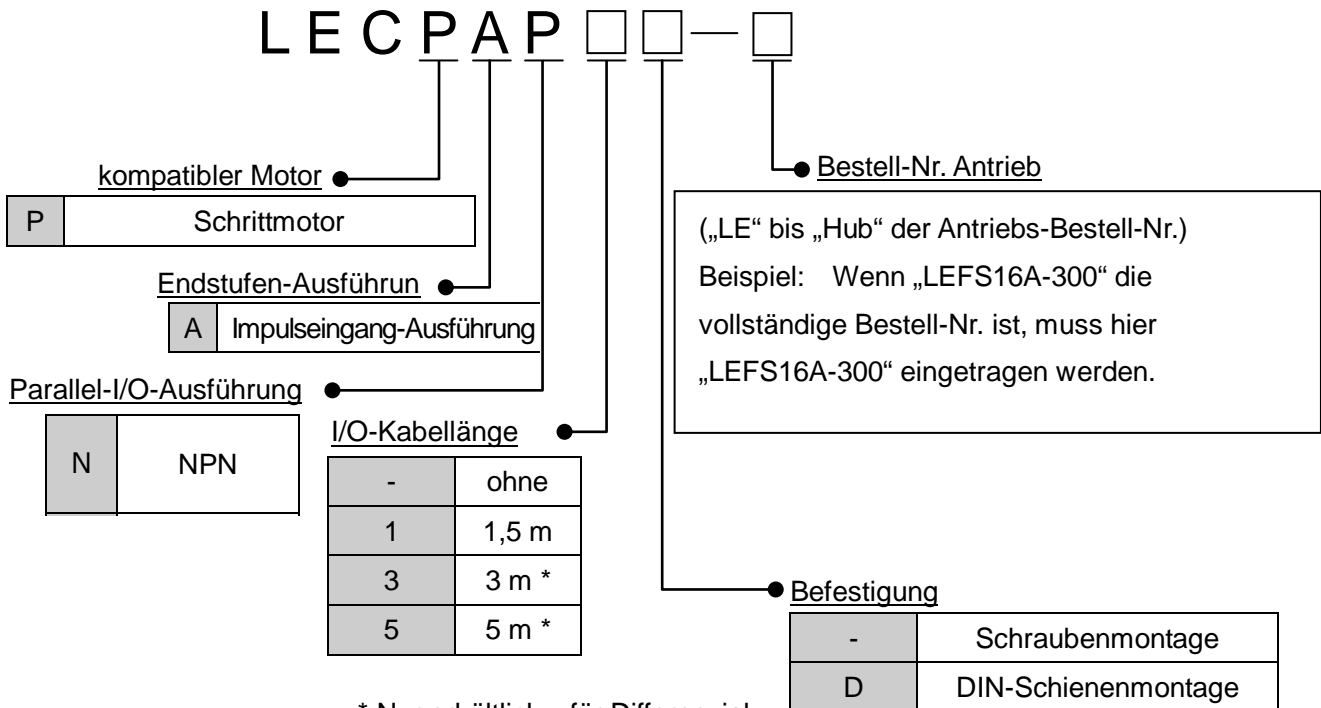 LECPAP□□—□
kompatibler Motor
P Schrittmotor
Endstufen-Ausführun
A Impulseingang-Ausführung
Parallel-I/O-Ausführung
N NPN
I/O-Kabellänge
- ohne
1 1,5 m
3 3 m *
5 5 m *
Bestell-Nr. Antrieb
(„LE“ bis „Hub“ der Antriebs-Bestell-Nr.)
Beispiel: Wenn „LEFS16A-300“ die
vollständige Bestell-Nr. ist, muss hier
„LEFS16A-300“ eingetragen werden.
Befestigung
- Schraubenmontage
D DIN-Schienenmontage